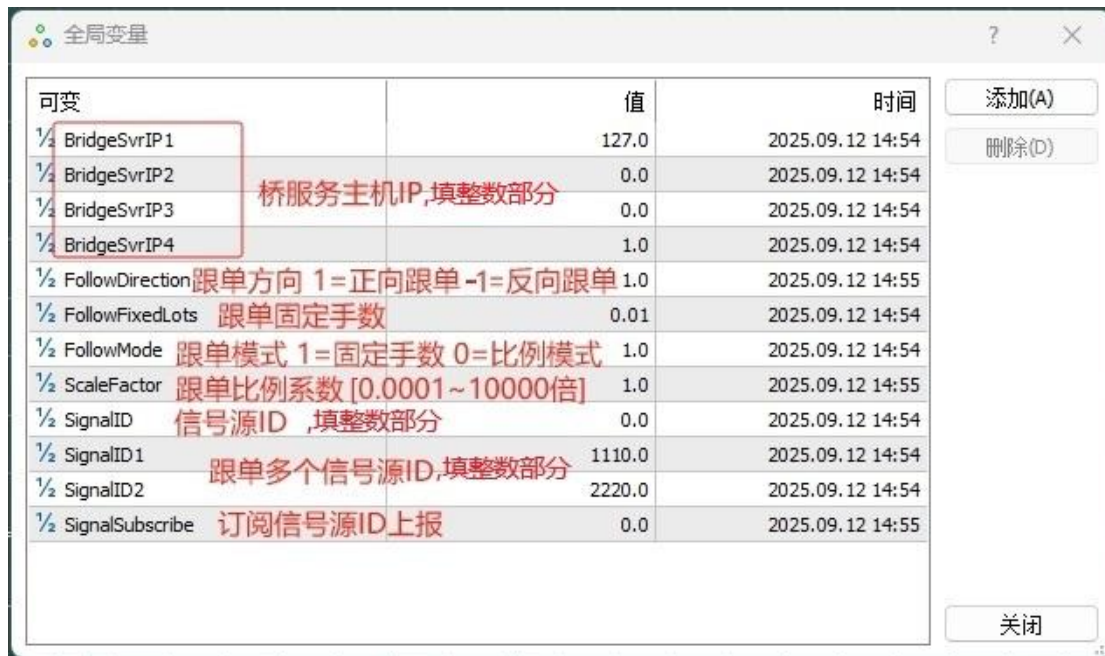 全局变量
可变 值 时间 添加(A)
BridgeSvrIP1 127.0 2025.09.12 14:54 删除(D)
BridgeSvrIP2 0.0 2025.09.12 14:54
桥服务主机IP,填整数部分
BridgeSvrIP3 0.0 2025.09.12 14:54
BridgeSvrIP4 1.0 2025.09.12 14:54
FollowDirection 跟单方向 1=正向跟单 -1=反向跟单 1.0 2025.09.12 14:55
FollowFixedLots 跟单固定手数 0.01 2025.09.12 14:54
FollowMode 跟单模式 1=固定手数 0=比例模式 1.0 2025.09.12 14:54
ScaleFactor 跟单比例系数 [0.0001~10000倍] 1.0 2025.09.12 14:55
SignalID 信号源ID ,填整数部分 0.0 2025.09.12 14:54
SignalID1 1110.0 2025.09.12 14:54
跟单多个信号源ID,填整数部分
SignalID2 2220.0 2025.09.12 14:54
SignalSubscribe 订阅信号源ID上报 0.0 2025.09.12 14:55
关闭